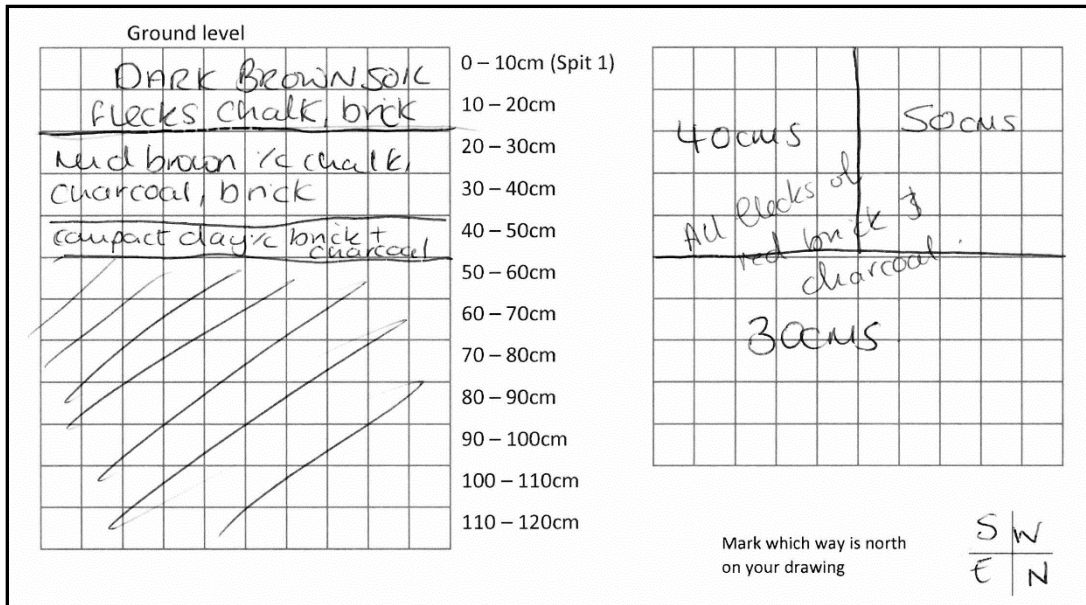 Ground level
DARK BROWN SOIL
flecks chalk, brick
mid brown i/c chalk,
charcoal, brick
compact clay i/c brick +
charcoal
0 – 10cm (Spit 1)
10 – 20cm
20 – 30cm
30 – 40cm
40 – 50cm
50 – 60cm
60 – 70cm
70 – 80cm
80 – 90cm
90 – 100cm
100 – 110cm
110 – 120cm
40cms
50cms
All flecks of
red brick &
charcoal.
30cms
Mark which way is north
on your drawing
S W
E N